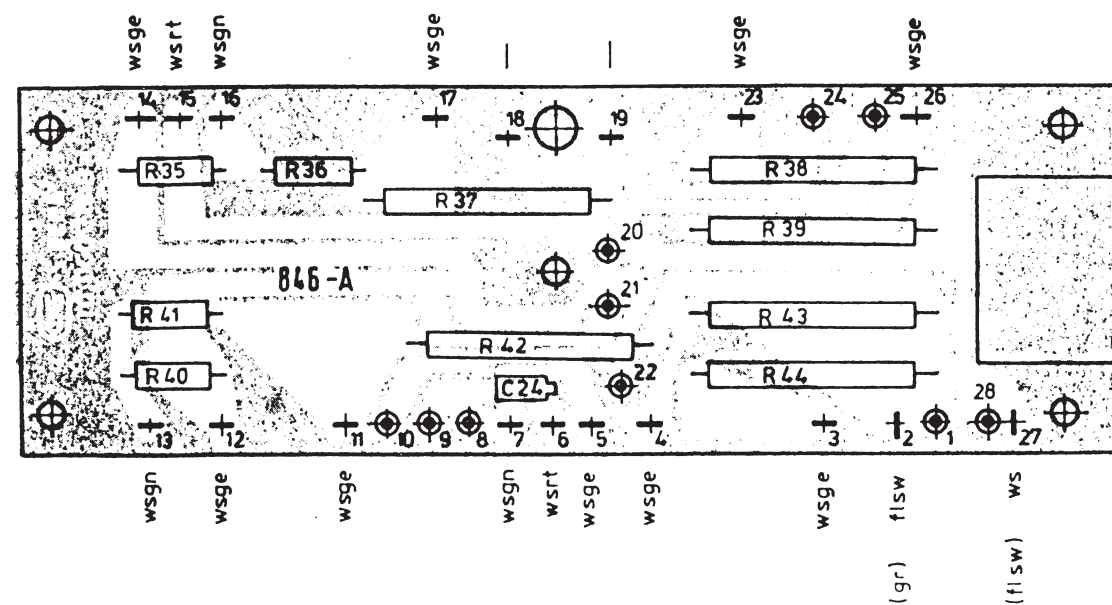 wsge wsrt wsgn wsge wsge wsge
14 15 16 17 18 19 23 24 25 26
R35 R36 R38
R37
R39
20
846-A
21
R41 R43
R42
R40 C24 22 R44
13 12 11 10 9 8 7 6 5 4 3 2 1 28 27
wsgn wsge wsge wsgn wsrt wsge wsge wsge flsw ws
(gr) (flsw)